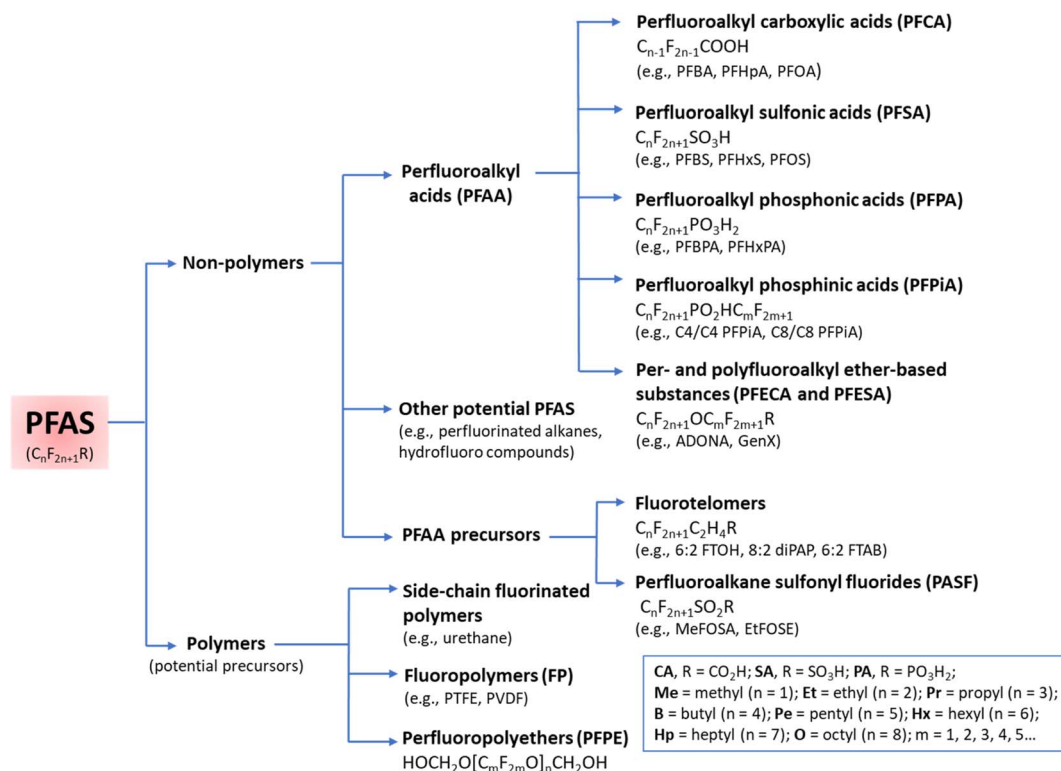 PFAS
(CₙF₂ₙ₊₁R)
Non-polymers
Perfluoroalkyl
acids (PFAA)
Perfluoroalkyl carboxylic acids (PFCA)
Cₙ₋₁F₂ₙ₋₁COOH
(e.g., PFBA, PFHpA, PFOA)
Perfluoroalkyl sulfonic acids (PFSA)
CₙF₂ₙ₊₁SO₃H
(e.g., PFBS, PFHxS, PFOS)
Perfluoroalkyl phosphonic acids (PFPA)
CₙF₂ₙ₊₁PO₃H₂
(e.g., PFBPA, PFHxPA)
Perfluoroalkyl phosphinic acids (PFPiA)
CₙF₂ₙ₊₁PO₂HCₘF₂ₘ₊₁
(e.g., C4/C4 PFPiA, C8/C8 PFPiA)
Per- and polyfluoroalkyl ether-based
substances (PFECA and PFESA)
CₙF₂ₙ₊₁OCₘF₂ₘ₊₁R
(e.g., ADONA, GenX)
Other potential PFAS
(e.g., perfluorinated alkanes,
hydrofluoro compounds)
PFAA precursors
Fluorotelomers
CₙF₂ₙ₊₁C₂H₄R
(e.g., 6:2 FTOH, 8:2 diPAP, 6:2 FTAB)
Perfluoroalkane sulfonyl fluorides (PASF)
CₙF₂ₙ₊₁SO₂R
(e.g., MeFOSA, EtFOSE)
Polymers
(potential precursors)
Side-chain fluorinated
polymers
(e.g., urethane)
Fluoropolymers (FP)
(e.g., PTFE, PVDF)
Perfluoropolyethers (PFPE)
HOCH₂O[CₘF₂ₘO]ₙCH₂OH
CA, R = CO₂H; SA, R = SO₃H; PA, R = PO₃H₂;
Me = methyl (n = 1); Et = ethyl (n = 2); Pr = propyl (n = 3);
B = butyl (n = 4); Pe = pentyl (n = 5); Hx = hexyl (n = 6);
Hp = heptyl (n = 7); O = octyl (n = 8); m = 1, 2, 3, 4, 5...